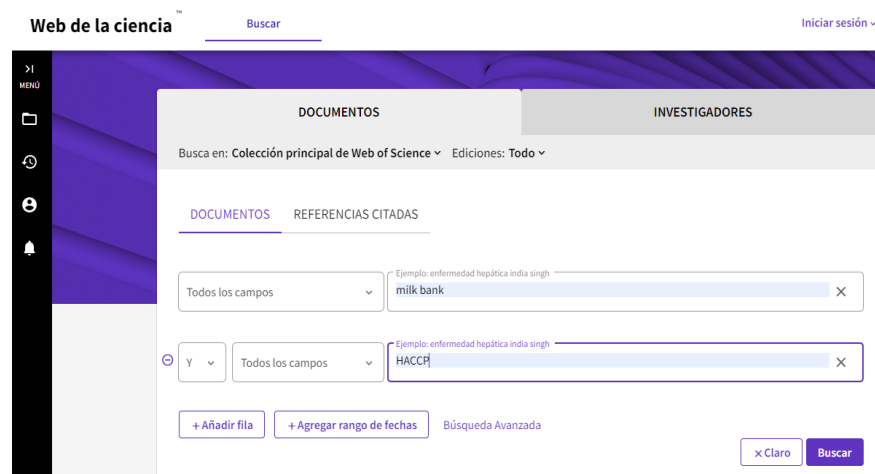 Web de la ciencia™
Buscar
Iniciar sesión
MENÚ
DOCUMENTOS
INVESTIGADORES
Busca en: Colección principal de Web of Science Ediciones: Todo
DOCUMENTOS
REFERENCIAS CITADAS
Todos los campos
Ejemplo: enfermedad hepática india singh
milk bank
Y
Todos los campos
Ejemplo: enfermedad hepática india singh
HACCP
+ Añadir fila
+ Agregar rango de fechas
Búsqueda Avanzada
× Claro
Buscar